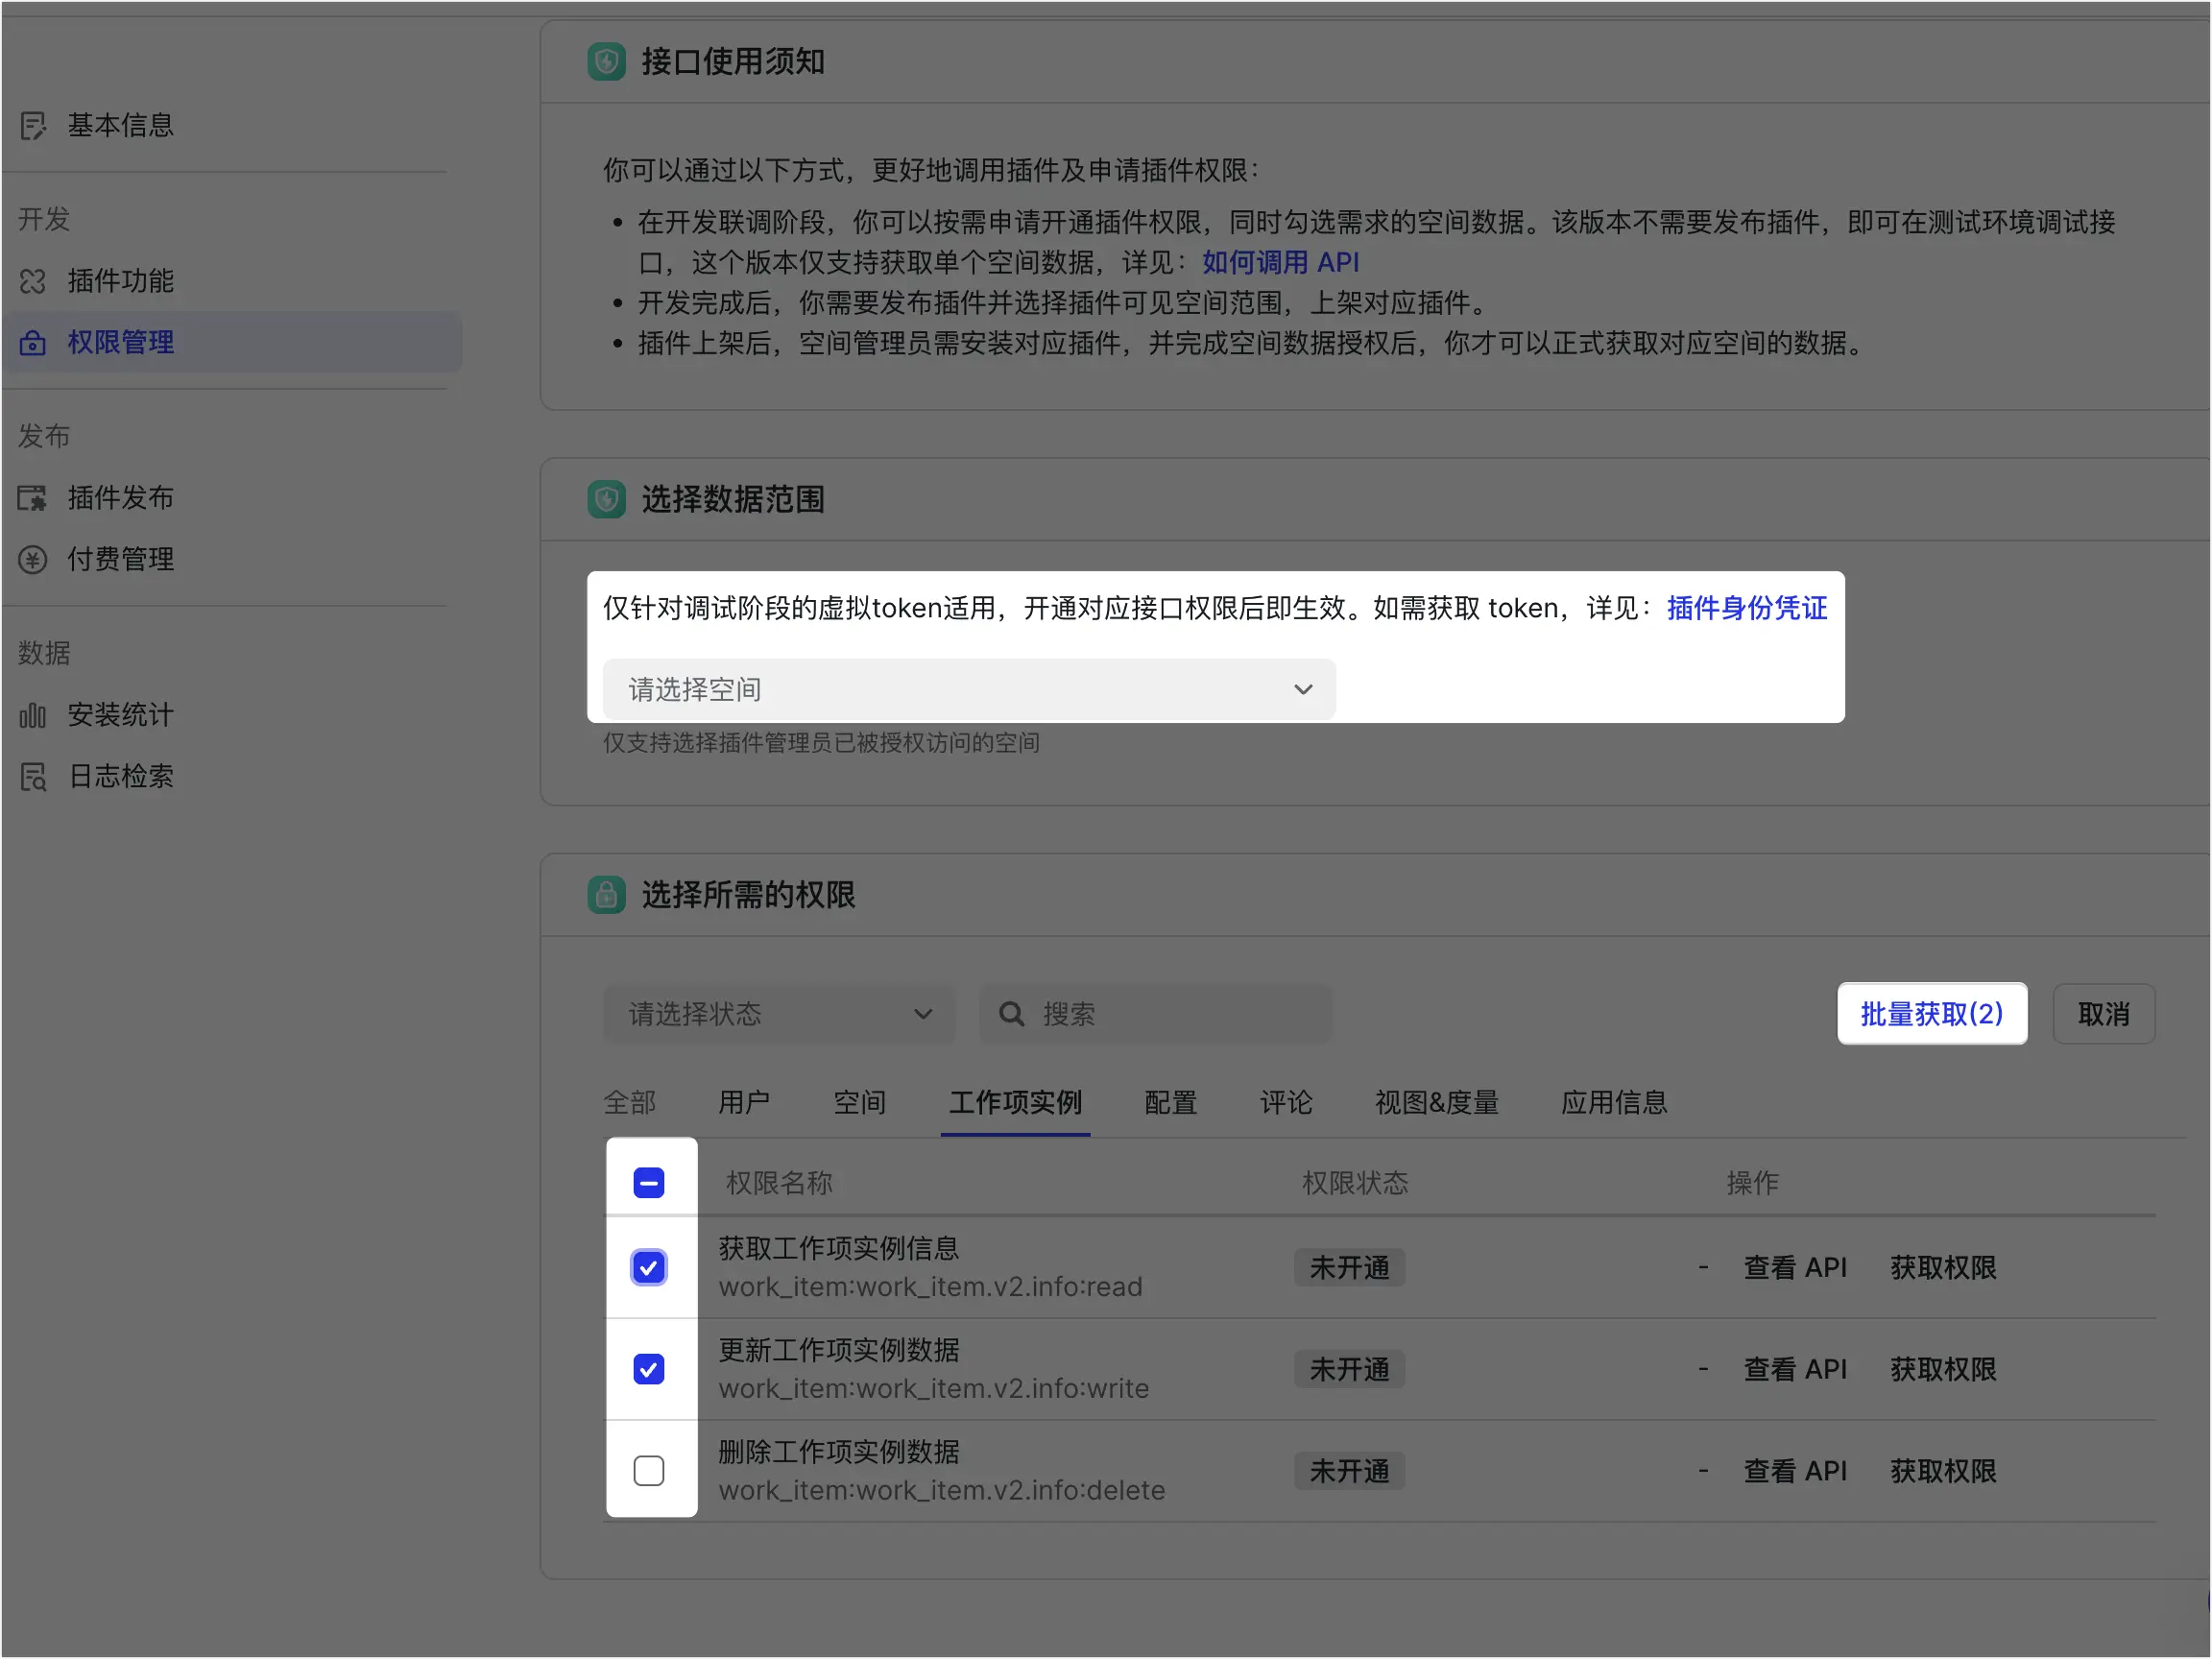 接口使用须知
基本信息
你可以通过以下方式，更好地调用插件及申请插件权限：
开发
在开发联调阶段，你可以按需申请开通插件权限，同时勾选需求的空间数据。该版本不需要发布插件，即可在测试环境调试接
口，这个版本仅支持获取单个空间数据，详见：如何调用 API
插件功能
开发完成后，你需要发布插件并选择插件可见空间范围，上架对应插件。
权限管理
插件上架后，空间管理员需安装对应插件，并完成空间数据授权后，你才可以正式获取对应空间的数据。
发布
插件发布
选择数据范围
付费管理
仅针对调试阶段的虚拟token适用，开通对应接口权限后即生效。如需获取 token，详见：插件身份凭证
数据
请选择空间
安装统计
仅支持选择插件管理员已被授权访问的空间
日志检索
选择所需的权限
请选择状态 搜索 批量获取(2) 取消
全部 用户 空间 工作项实例 配置 评论 视图&度量 应用信息
权限名称 权限状态 操作
获取工作项实例信息
work_item:work_item.v2.info:read
未开通 - 查看 API 获取权限
更新工作项实例数据
work_item:work_item.v2.info:write
未开通 - 查看 API 获取权限
删除工作项实例数据
work_item:work_item.v2.info:delete
未开通 - 查看 API 获取权限